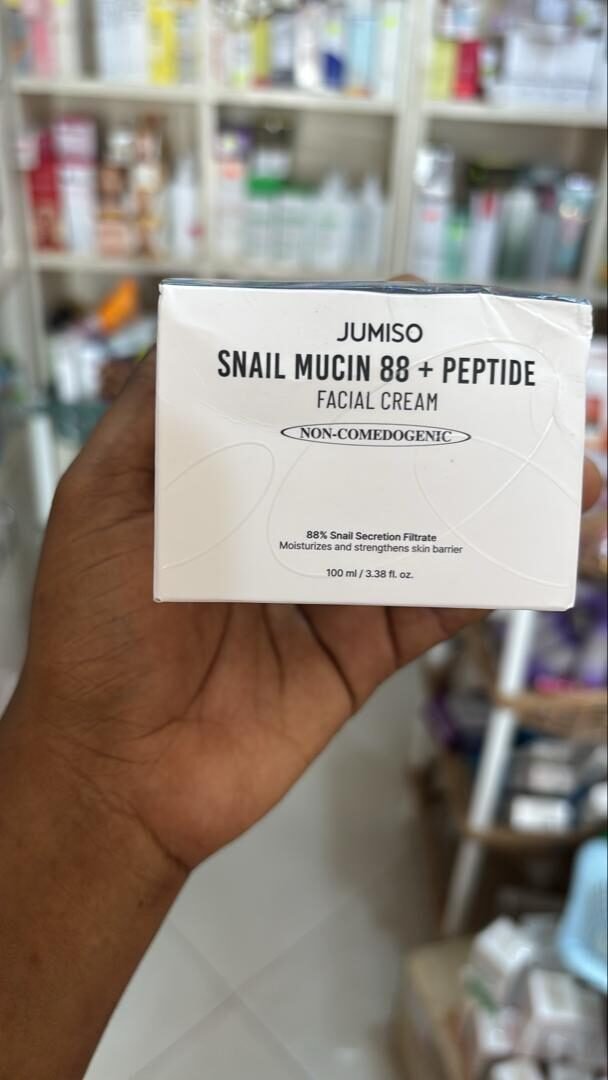 JUMISO
SNAIL MUCIN 88 + PEPTIDE
FACIAL CREAM
NON-COMEDOGENIC
88% Snail Secretion Filtrate
Moisturizes and strengthens skin barrier
100 ml / 3.38 fl. oz.